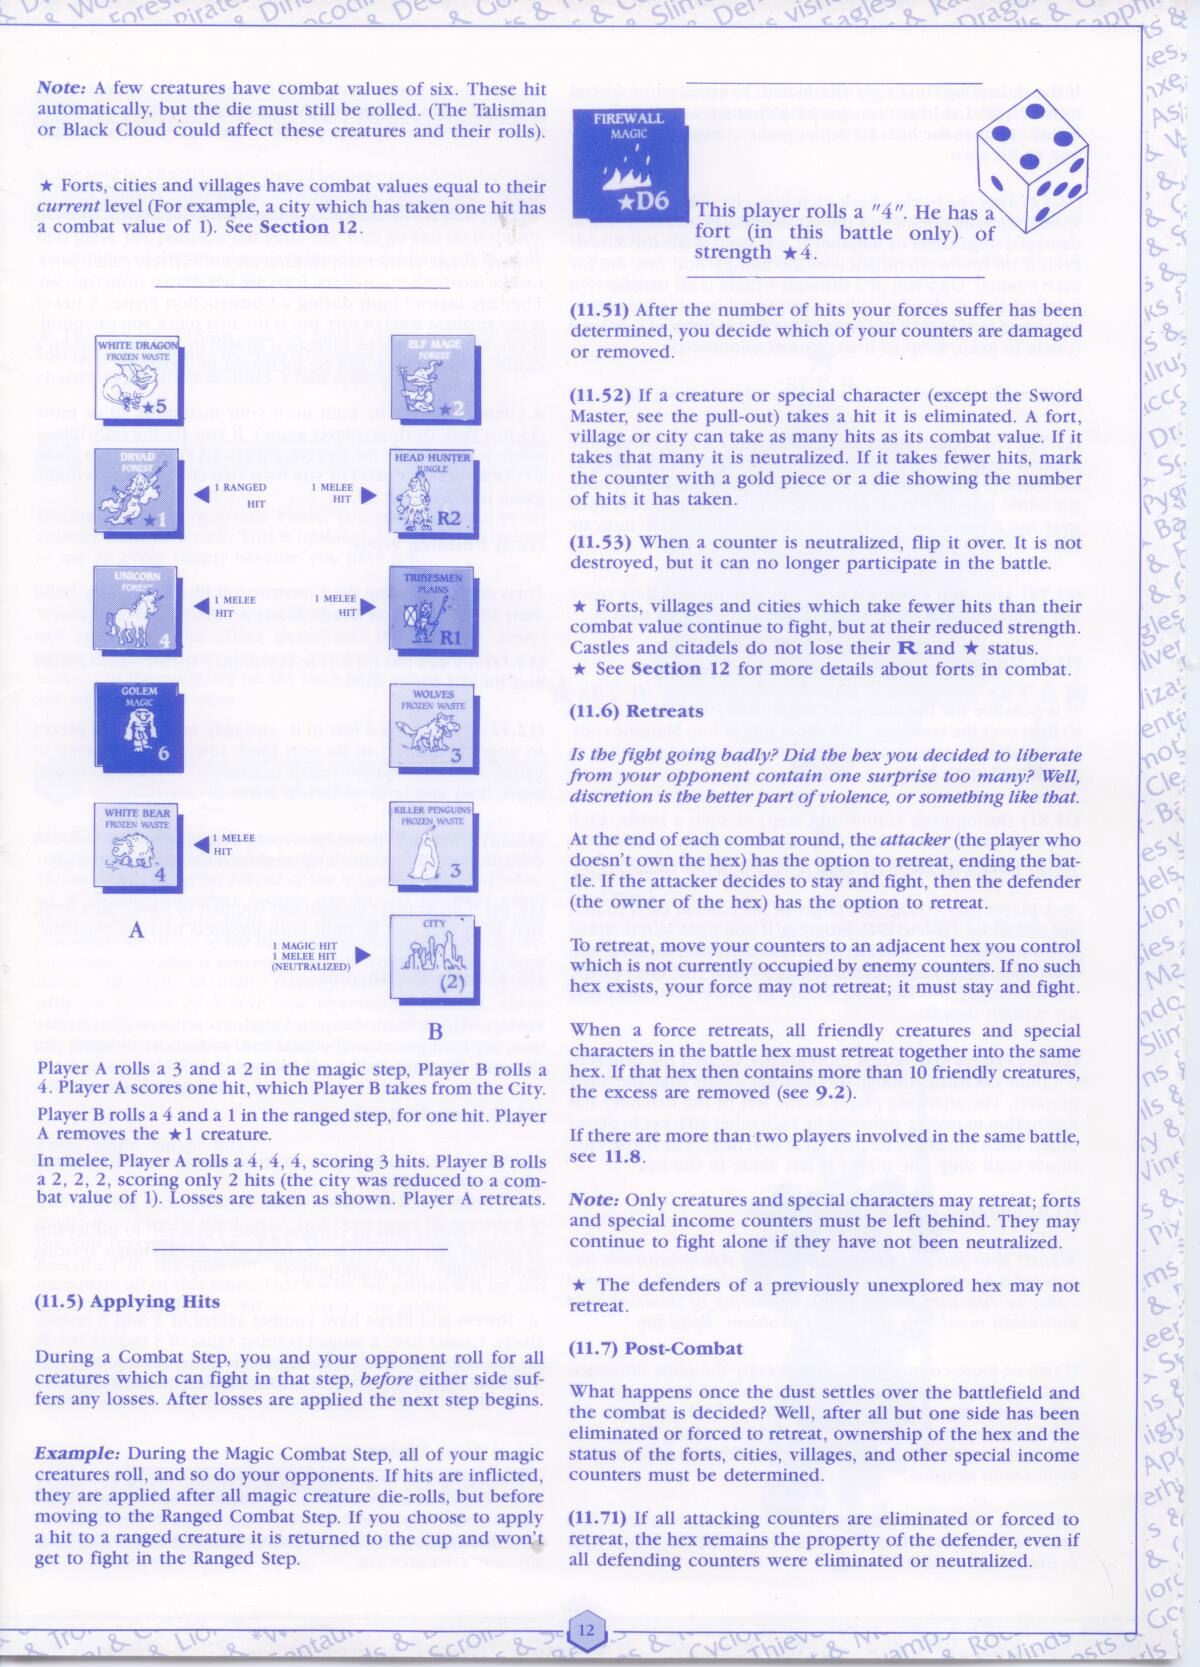 Note: A few creatures have combat values of six. These hit
automatically, but the die must still be rolled. (The Talisman
or Black Cloud could affect these creatures and their rolls).
★ Forts, cities and villages have combat values equal to their
current level (For example, a city which has taken one hit has
a combat value of 1). See Section 12.
WHITE DRAGON
FROZEN WASTE
★5
ELF MAGE
FOREST
★2
DRYAD
FOREST
★1
1 RANGED
HIT
1 MELEE
HIT
HEAD HUNTER
JUNGLE
R2
UNICORN
FOREST
4
1 MELEE
HIT
1 MELEE
HIT
TRIBESMEN
PLAINS
R1
GOLEM
MAGIC
6
WOLVES
FROZEN WASTE
3
WHITE BEAR
FROZEN WASTE
4
1 MELEE
HIT
KILLER PENGUINS
FROZEN WASTE
3
A
1 MAGIC HIT
1 MELEE HIT
(NEUTRALIZED)
CITY
(2)
B
Player A rolls a 3 and a 2 in the magic step, Player B rolls a
4. Player A scores one hit, which Player B takes from the City.
Player B rolls a 4 and a 1 in the ranged step, for one hit. Player
A removes the ★1 creature.
In melee, Player A rolls a 4, 4, 4, scoring 3 hits. Player B rolls
a 2, 2, 2, scoring only 2 hits (the city was reduced to a com-
bat value of 1). Losses are taken as shown. Player A retreats.
(11.5) Applying Hits
During a Combat Step, you and your opponent roll for all
creatures which can fight in that step, before either side suf-
fers any losses. After losses are applied the next step begins.
Example: During the Magic Combat Step, all of your magic
creatures roll, and so do your opponents. If hits are inflicted,
they are applied after all magic creature die-rolls, but before
moving to the Ranged Combat Step. If you choose to apply
a hit to a ranged creature it is returned to the cup and won't
get to fight in the Ranged Step.
FIREWALL
MAGIC
★D6
This player rolls a "4". He has a
fort (in this battle only) of
strength ★4.
(11.51) After the number of hits your forces suffer has been
determined, you decide which of your counters are damaged
or removed.
(11.52) If a creature or special character (except the Sword
Master, see the pull-out) takes a hit it is eliminated. A fort,
village or city can take as many hits as its combat value. If it
takes that many it is neutralized. If it takes fewer hits, mark
the counter with a gold piece or a die showing the number
of hits it has taken.
(11.53) When a counter is neutralized, flip it over. It is not
destroyed, but it can no longer participate in the battle.
★ Forts, villages and cities which take fewer hits than their
combat value continue to fight, but at their reduced strength.
Castles and citadels do not lose their R and ★ status.
★ See Section 12 for more details about forts in combat.
(11.6) Retreats
Is the fight going badly? Did the hex you decided to liberate
from your opponent contain one surprise too many? Well,
discretion is the better part of violence, or something like that.
At the end of each combat round, the attacker (the player who
doesn't own the hex) has the option to retreat, ending the bat-
tle. If the attacker decides to stay and fight, then the defender
(the owner of the hex) has the option to retreat.
To retreat, move your counters to an adjacent hex you control
which is not currently occupied by enemy counters. If no such
hex exists, your force may not retreat; it must stay and fight.
When a force retreats, all friendly creatures and special
characters in the battle hex must retreat together into the same
hex. If that hex then contains more than 10 friendly creatures,
the excess are removed (see 9.2).
If there are more than two players involved in the same battle,
see 11.8.
Note: Only creatures and special characters may retreat; forts
and special income counters must be left behind. They may
continue to fight alone if they have not been neutralized.
★ The defenders of a previously unexplored hex may not
retreat.
(11.7) Post-Combat
What happens once the dust settles over the battlefield and
the combat is decided? Well, after all but one side has been
eliminated or forced to retreat, ownership of the hex and the
status of the forts, cities, villages, and other special income
counters must be determined.
(11.71) If all attacking counters are eliminated or forced to
retreat, the hex remains the property of the defender, even if
all defending counters were eliminated or neutralized.
12